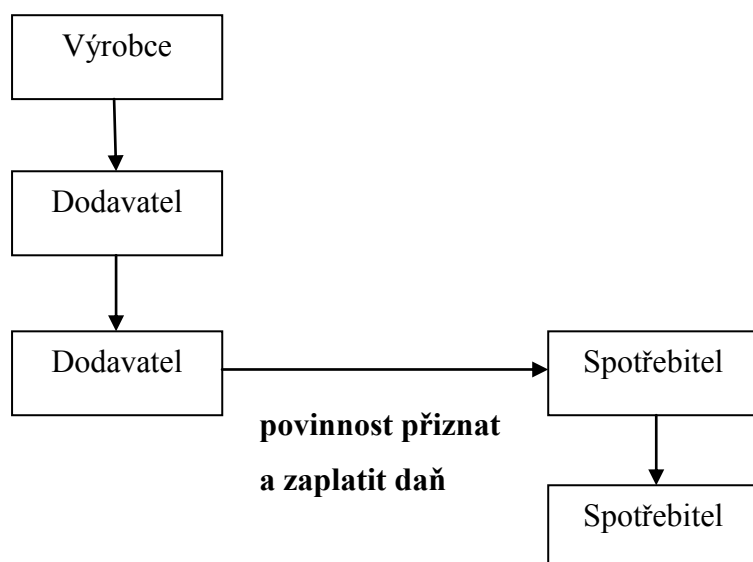 Výrobce
Dodavatel
Dodavatel
Spotřebitel
povinnost přiznat
a zaplatit daň
Spotřebitel